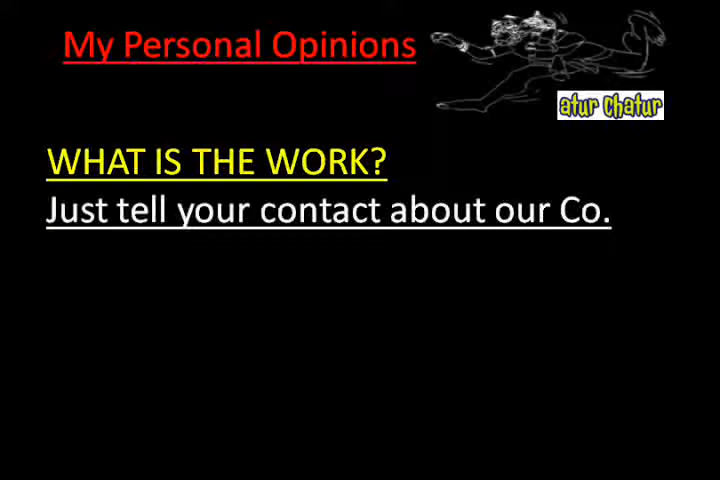 My Personal Opinions
atur Chatur
WHAT IS THE WORK?
Just tell your contact about our Co.